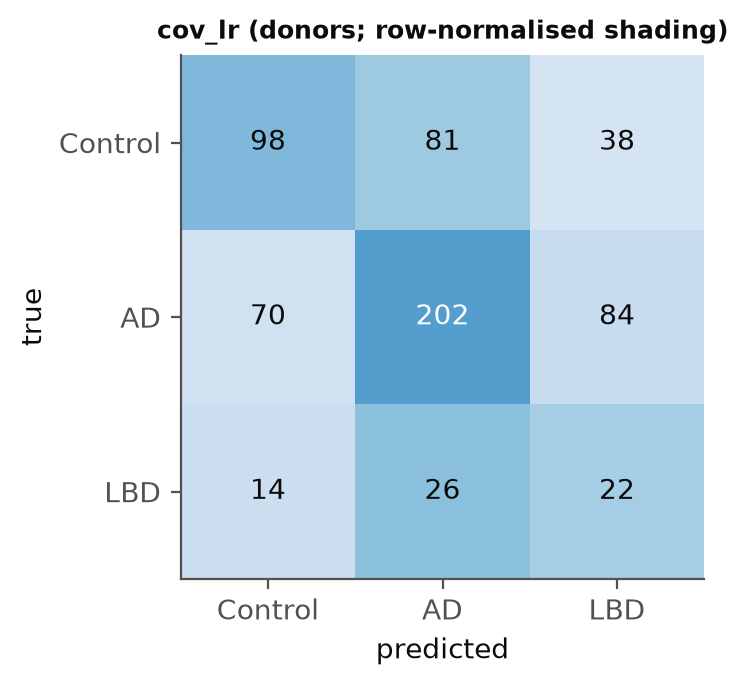 cov_lr (donors; row-normalised shading)
Control 98 81 38
AD 70 202 84
LBD 14 26 22
Control AD LBD
predicted
true